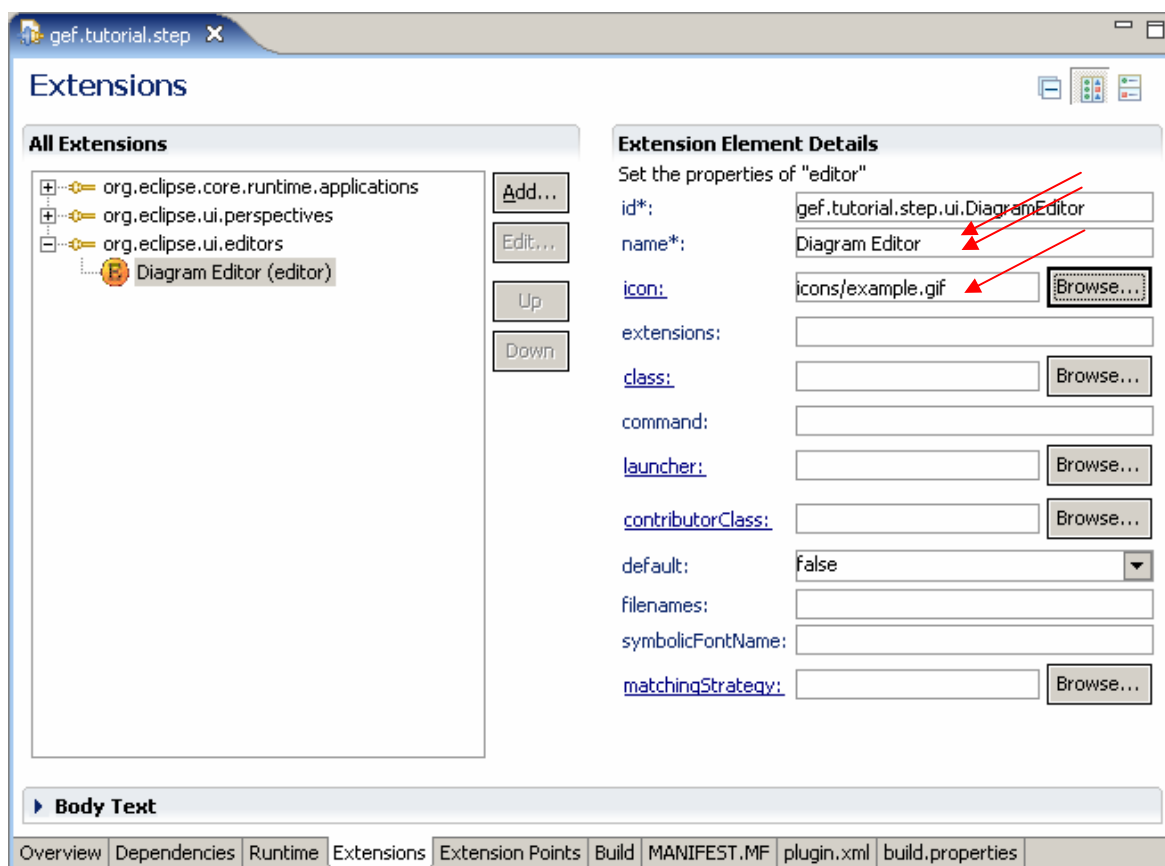 gef.tutorial.step
Extensions
All Extensions
org.eclipse.core.runtime.applications
org.eclipse.ui.perspectives
org.eclipse.ui.editors
E Diagram Editor (editor)
Add...
Edit...
Up
Down
Extension Element Details
Set the properties of "editor"
id*: gef.tutorial.step.ui.DiagramEditor
name*: Diagram Editor
icon: icons/example.gif Browse...
extensions:
class: Browse...
command:
launcher: Browse...
contributorClass: Browse...
default: false
filenames:
symbolicFontName:
matchingStrategy: Browse...
Body Text
Overview Dependencies Runtime Extensions Extension Points Build MANIFEST.MF plugin.xml build.properties